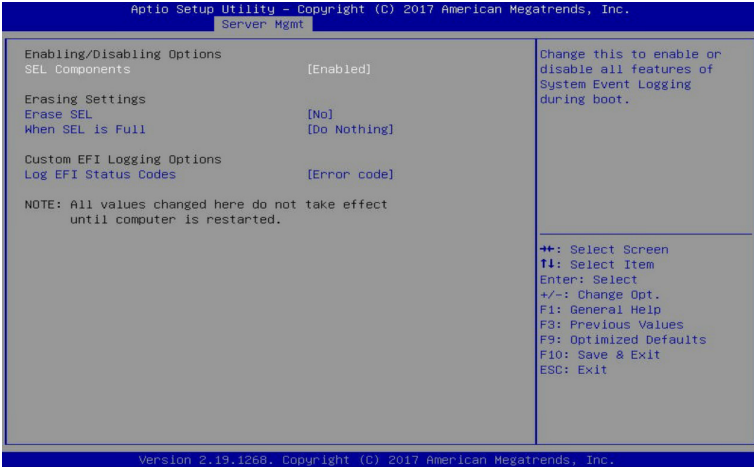 Aptio Setup Utility – Copyright (C) 2017 American Megatrends, Inc.
Server Mgmt
Enabling/Disabling Options
SEL Components [Enabled]
Erasing Settings
Erase SEL [No]
When SEL is Full [Do Nothing]
Custom EFI Logging Options
Log EFI Status Codes [Error code]
NOTE: All values changed here do not take effect
until computer is restarted.
Change this to enable or
disable all features of
System Event Logging
during boot.
→←: Select Screen
↑↓: Select Item
Enter: Select
+/-: Change Opt.
F1: General Help
F3: Previous Values
F9: Optimized Defaults
F10: Save & Exit
ESC: Exit
Version 2.19.1268. Copyright (C) 2017 American Megatrends, Inc.